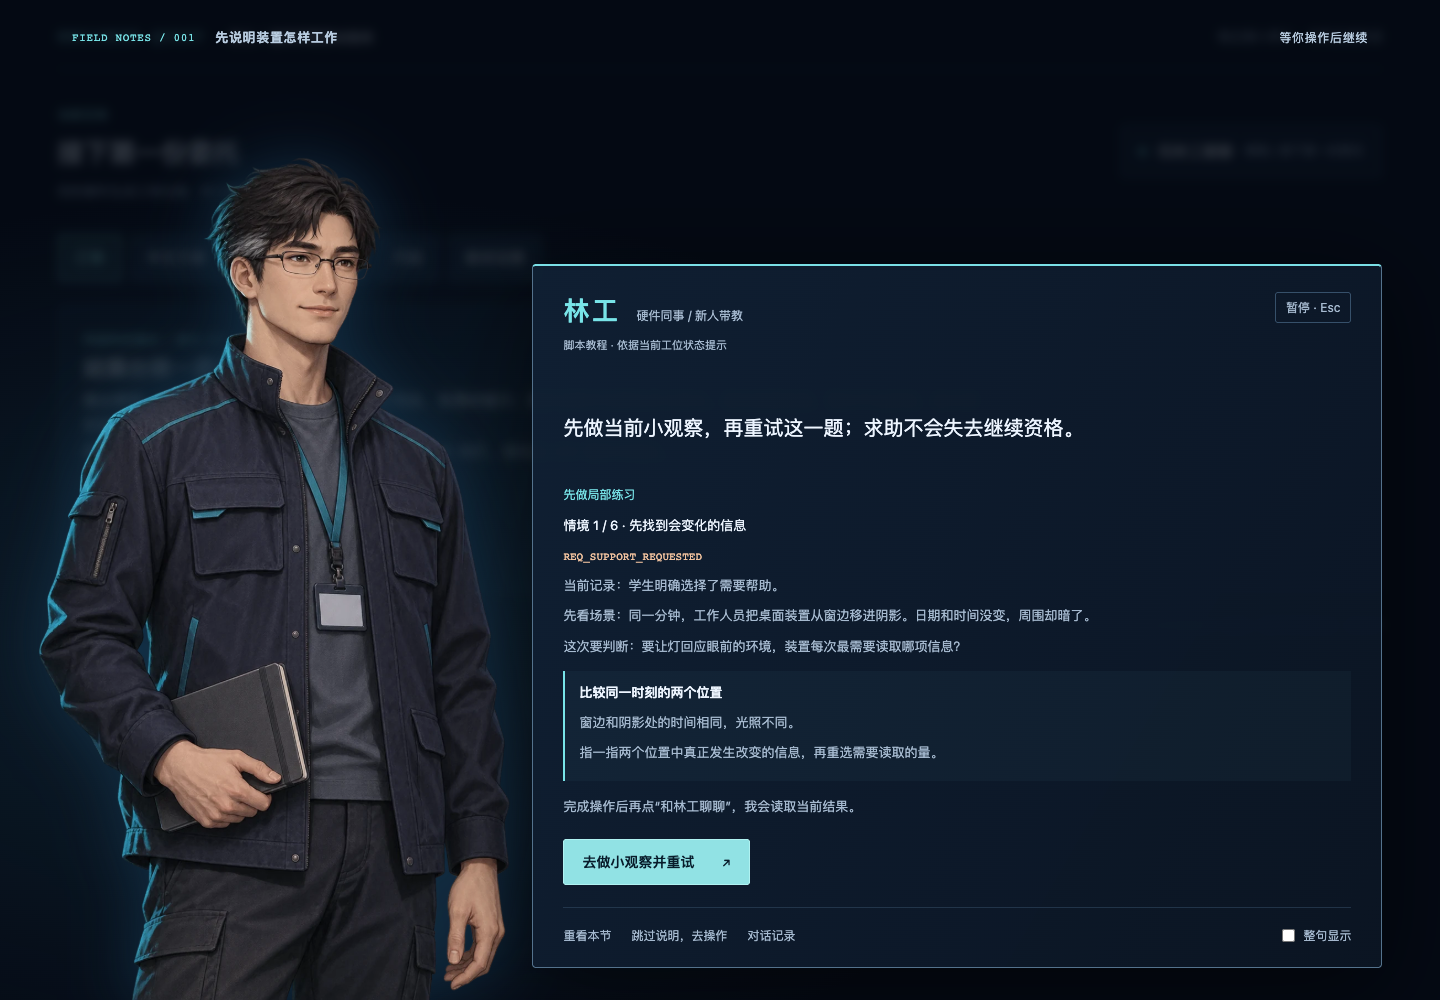 FIELD NOTES / 001 先说明装置怎样工作
等你操作后继续
林工 硬件同事 / 新人带教
暂停 · Esc
脚本教程 · 依据当前工位状态提示
先做当前小观察，再重试这一题；求助不会失去继续资格。
先做局部练习
情境 1 / 6 · 先找到会变化的信息
REQ_SUPPORT_REQUESTED
当前记录：学生明确选择了需要帮助。
先看场景：同一分钟，工作人员把桌面装置从窗边移进阴影。日期和时间没变，周围却暗了。
这次要判断：要让灯回应眼前的环境，装置每次最需要读取哪项信息？
比较同一时刻的两个位置
窗边和阴影处的时间相同，光照不同。
指一指两个位置中真正发生改变的信息，再重选需要读取的量。
完成操作后再点“和林工聊聊”，我会读取当前结果。
去做小观察并重试 ↗
重看本节 跳过说明，去操作 对话记录
整句显示